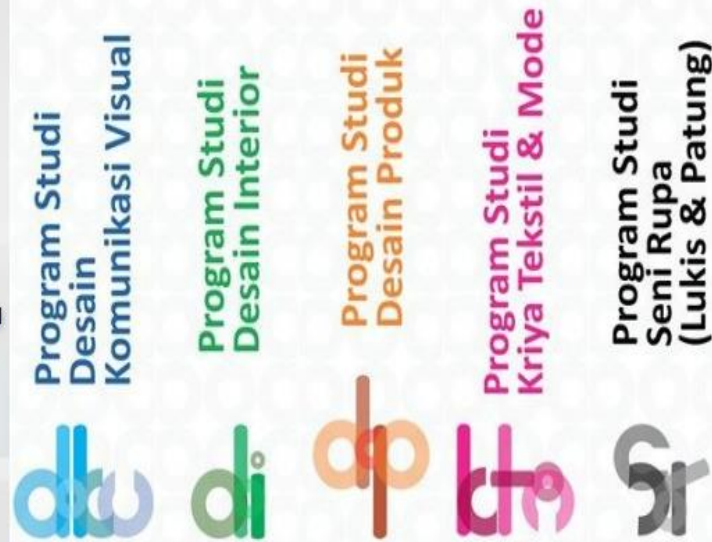 Program Studi
Desain
Komunikasi Visual
Program Studi
Desain Interior
Program Studi
Desain Produk
Program Studi
Kriya Tekstil & Mode
Program Studi
Seni Rupa
(Lukis & Patung)